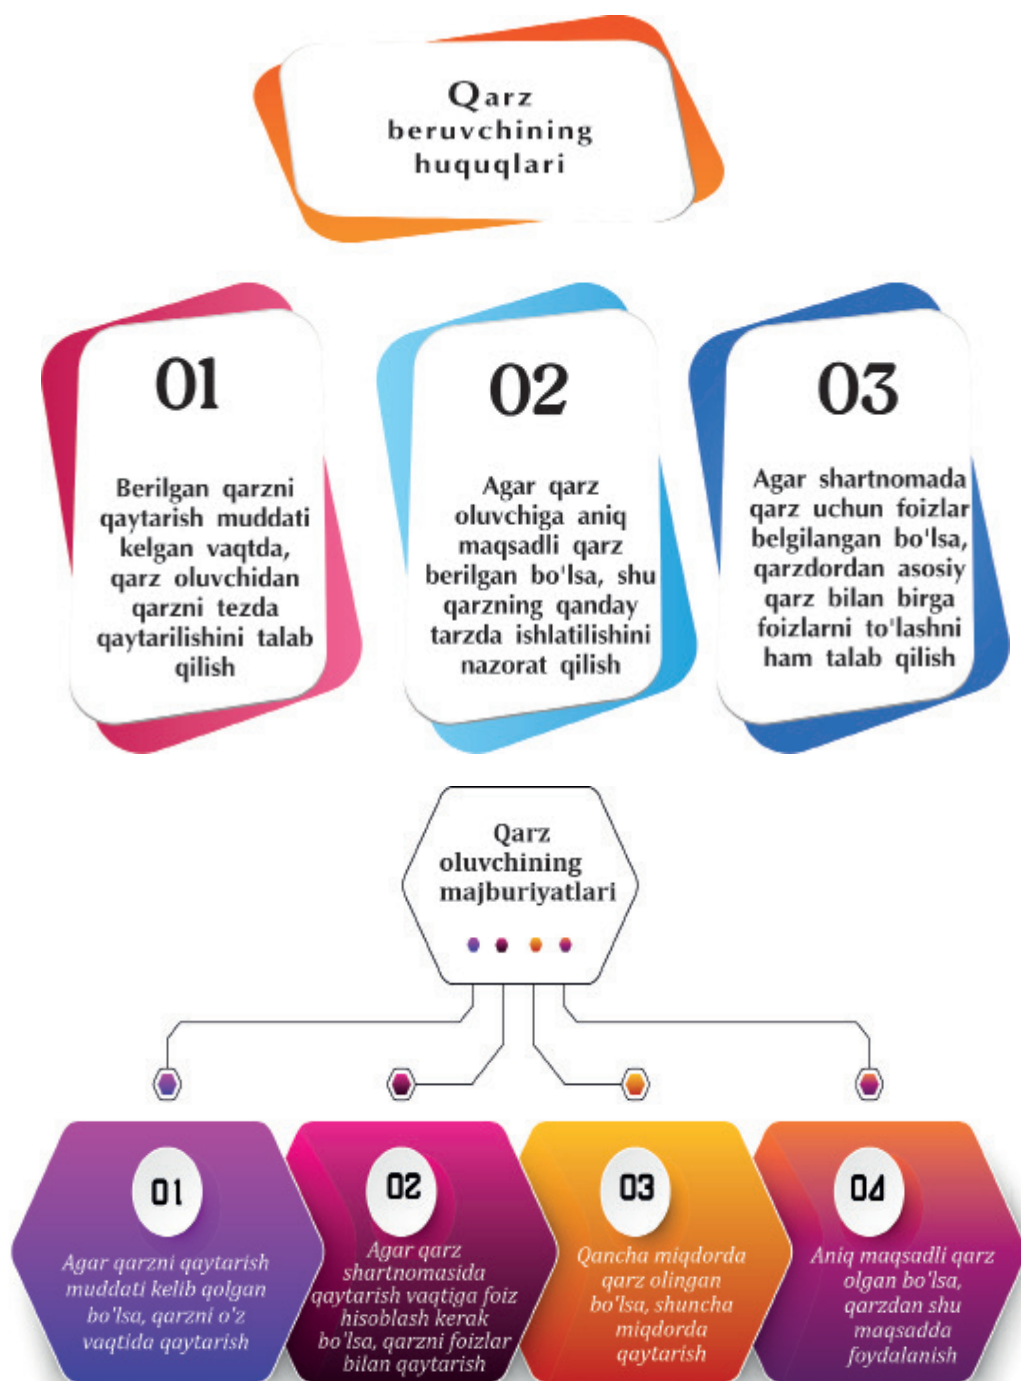 Qarz
beruvchining
huquqlari
01
Berilgan qarzni
qaytarish muddati
kelgan vaqtda,
qarz oluvchidan
qarzni tezda
qaytarilishini talab
qilish
02
Agar qarz
oluvchiga aniq
maqsadli qarz
berilgan bo'lsa, shu
qarzning qanday
tarzda ishlatilishini
nazorat qilish
03
Agar shartnomada
qarz uchun foizlar
belgilangan bo'lsa,
qarzdordan asosiy
qarz bilan birga
foizlarni to'lashni
ham talab qilish
Qarz
oluvchining
majburiyatlari
01
Agar qarzni qaytarish
muddati kelib qolgan
bo'lsa, qarzni o'z
vaqtida qaytarish
02
Agar qarz
shartnomasida
qaytarish vaqtiga foiz
hisoblash kerak
bo'lsa, qarzni foizlar
bilan qaytarish
03
Qancha miqdorda
qarz olingan
bo'lsa, shuncha
miqdorda
qaytarish
04
Aniq maqsadli qarz
olgan bo'lsa,
qarzdan shu
maqsadda
foydalanish